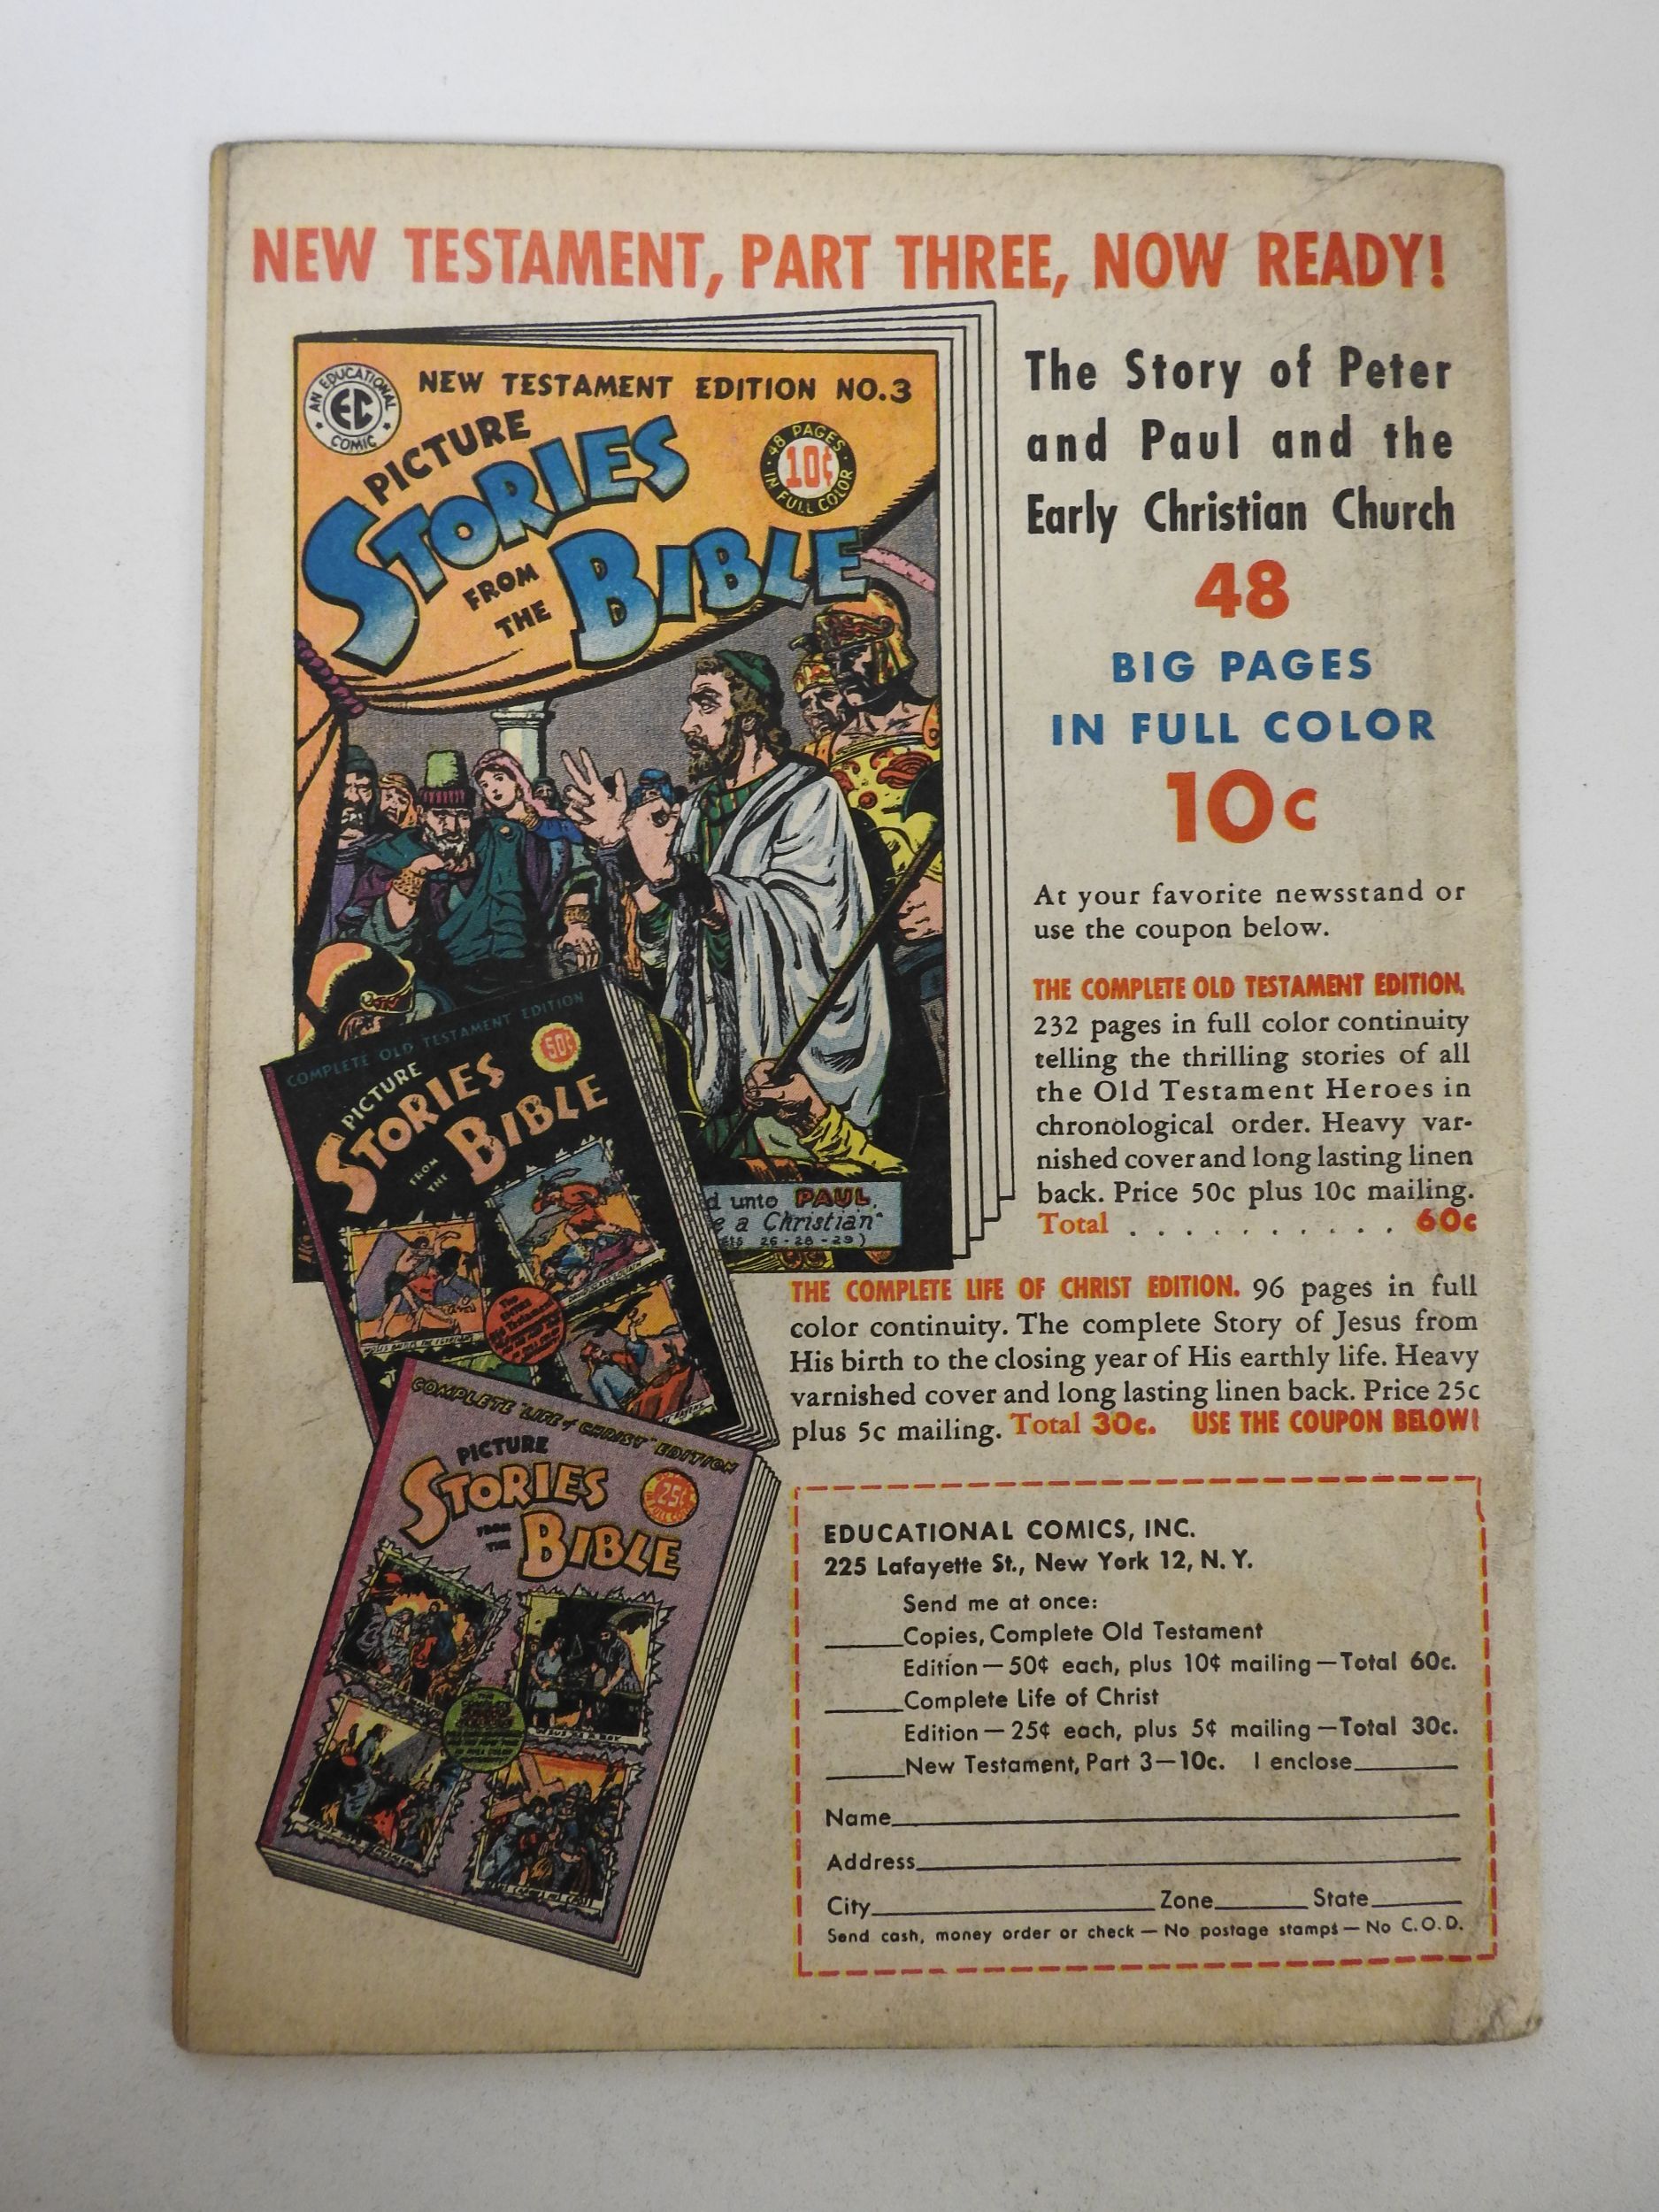 NEW TESTAMENT, PART THREE, NOW READY!
AN EDUCATIONAL
EC
COMIC
NEW TESTAMENT EDITION NO.3
PICTURE
STORIES
FROM
THE
BIBLE
48 PAGES
10¢
IN FULL COLOR
d unto PAUL,
e a Christian"
26-28-29)
The Story of Peter
and Paul and the
Early Christian Church
48
BIG PAGES
IN FULL COLOR
10c
At your favorite newsstand or
use the coupon below.
THE COMPLETE OLD TESTAMENT EDITION.
232 pages in full color continuity
telling the thrilling stories of all
the Old Testament Heroes in
chronological order. Heavy var-
nished cover and long lasting linen
back. Price 50c plus 10c mailing.
Total . . . . . . . . . . 60c
COMPLETE OLD TESTAMENT EDITION
PICTURE
STORIES
FROM
THE
BIBLE
50¢
THE COMPLETE LIFE OF CHRIST EDITION. 96 pages in full
color continuity. The complete Story of Jesus from
His birth to the closing year of His earthly life. Heavy
varnished cover and long lasting linen back. Price 25c
plus 5c mailing. Total 30c. USE THE COUPON BELOW!
COMPLETE "LIFE of CHRIST" EDITION
PICTURE
STORIES
FROM
THE
BIBLE
25¢
EDUCATIONAL COMICS, INC.
225 Lafayette St., New York 12, N. Y.
Send me at once:
______Copies, Complete Old Testament
Edition—50¢ each, plus 10¢ mailing—Total 60c.
______Complete Life of Christ
Edition—25¢ each, plus 5¢ mailing—Total 30c.
______New Testament, Part 3—10c. I enclose________
Name________
Address________
City________Zone________State________
Send cash, money order or check—No postage stamps—No C.O.D.